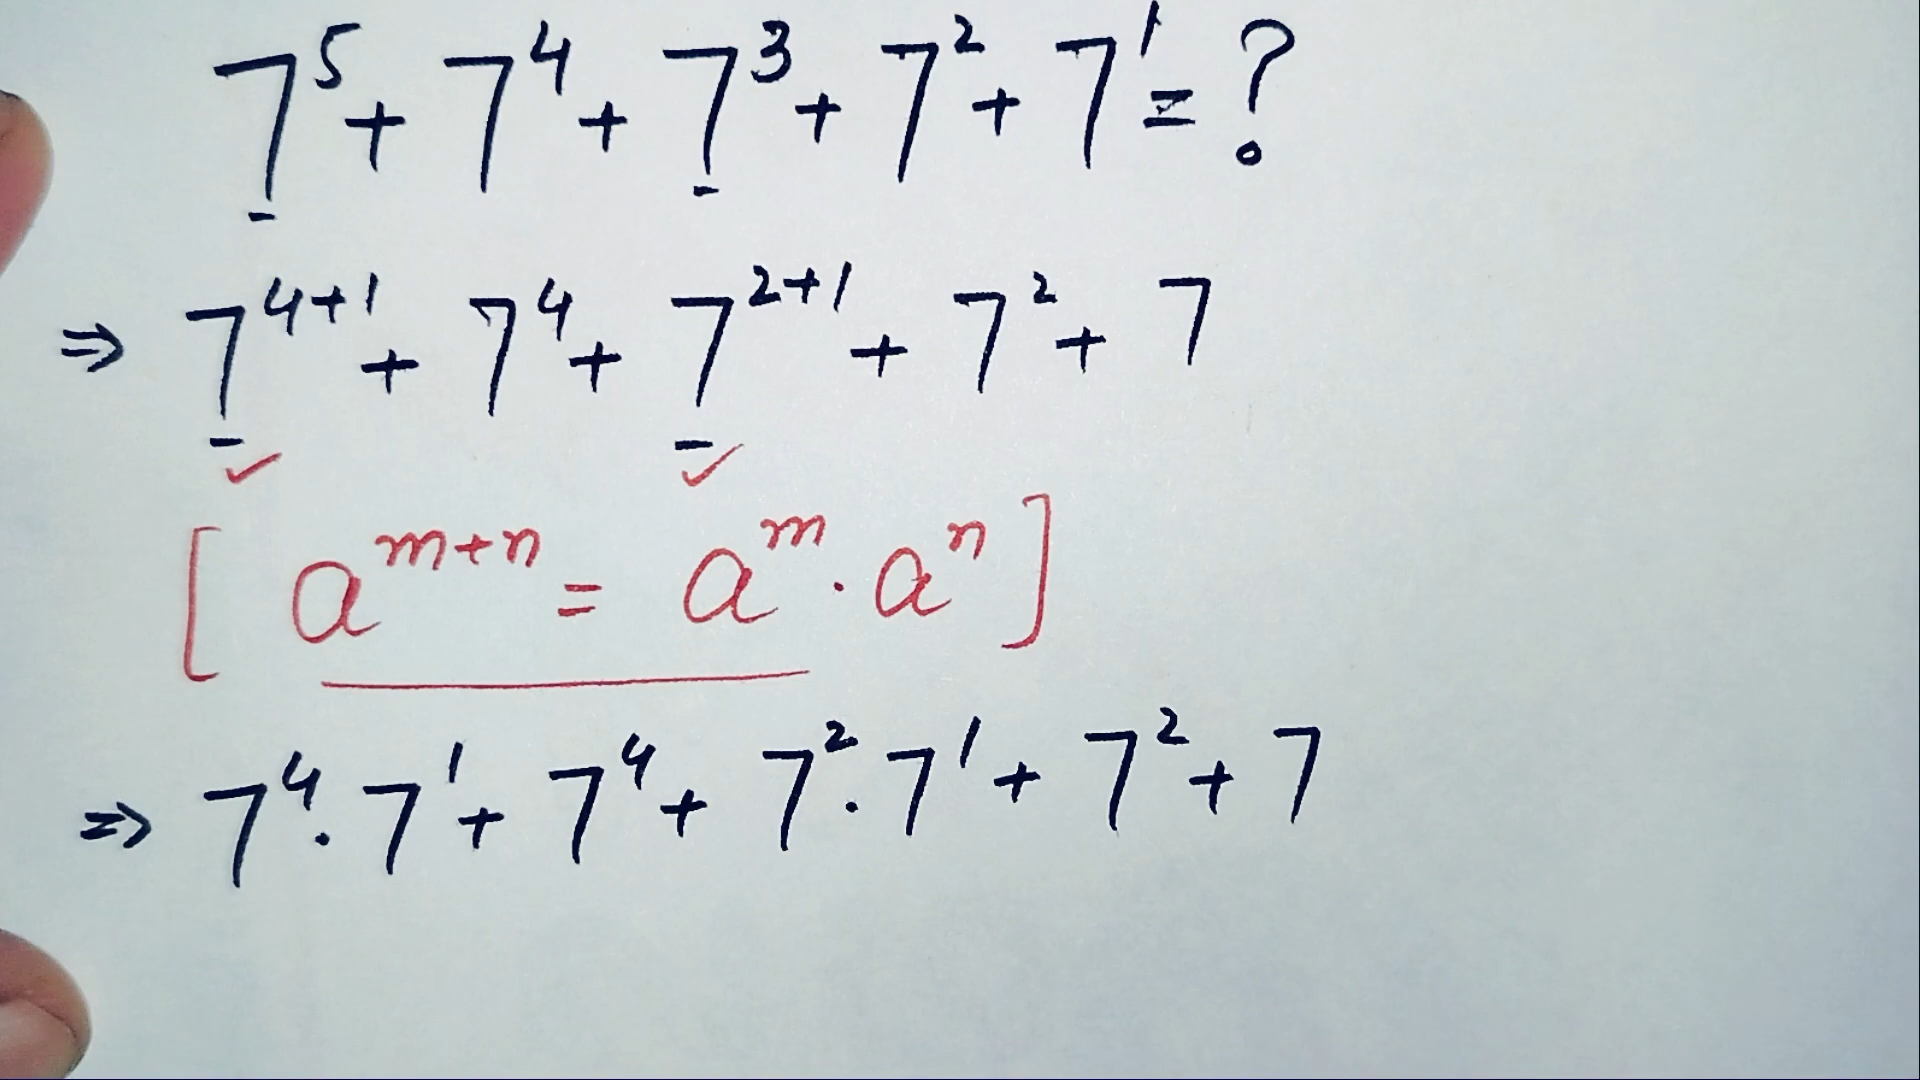 7⁵ + 7⁴ + 7³ + 7² + 7¹ = ?
⇒ 7⁴⁺¹ + 7⁴ + 7²⁺¹ + 7² + 7
[ aᵐ⁺ⁿ = aᵐ · aⁿ ]
⇒ 7⁴ · 7¹ + 7⁴ + 7² · 7¹ + 7² + 7